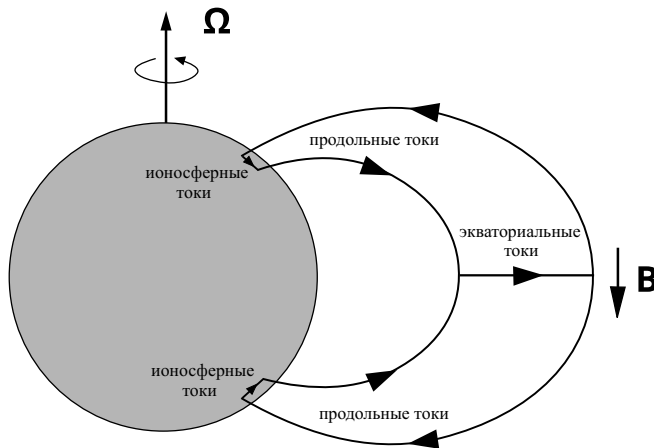 Ω
продольные токи
ионосферные
токи
экваториальные
токи
B
ионосферные
токи
продольные токи